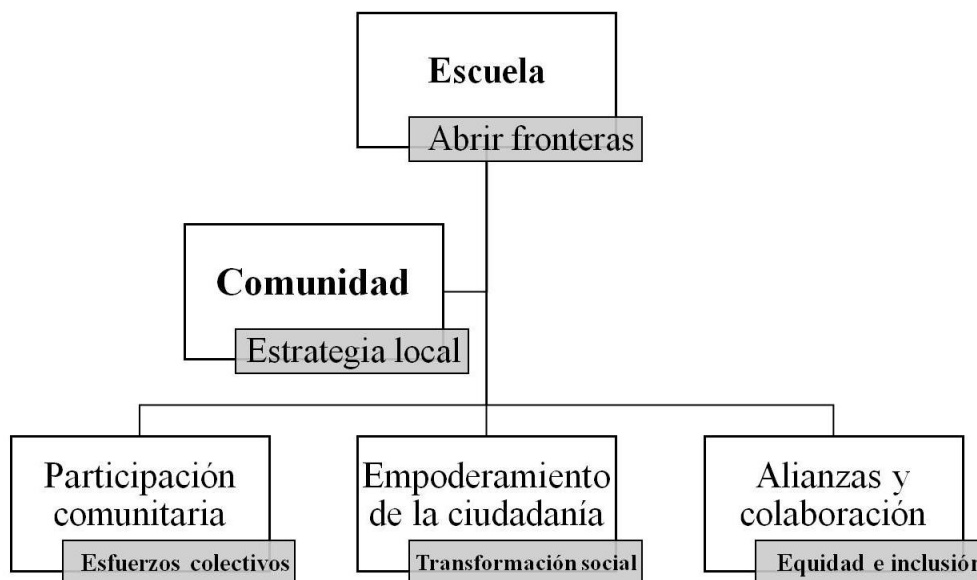 Escuela
Abrir fronteras
Comunidad
Estrategia local
Participación
comunitaria
Esfuerzos colectivos
Empoderamiento
de la ciudadanía
Transformación social
Alianzas y
colaboración
Equidad e inclusión